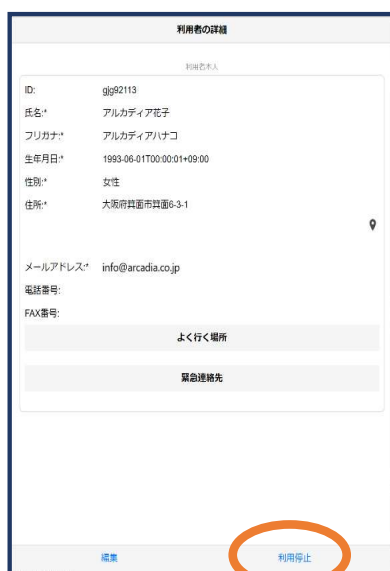 利用者の詳細
利用者本人
ID: gjg92113
氏名:* アルカディア花子
フリガナ:* アルカディアハナコ
生年月日:* 1993-06-01T00:00:01+09:00
性別:* 女性
住所:* 大阪府箕面市箕面6-3-1
メールアドレス:* info@arcadia.co.jp
電話番号:
FAX番号:
よく行く場所
緊急連絡先
編集 利用停止